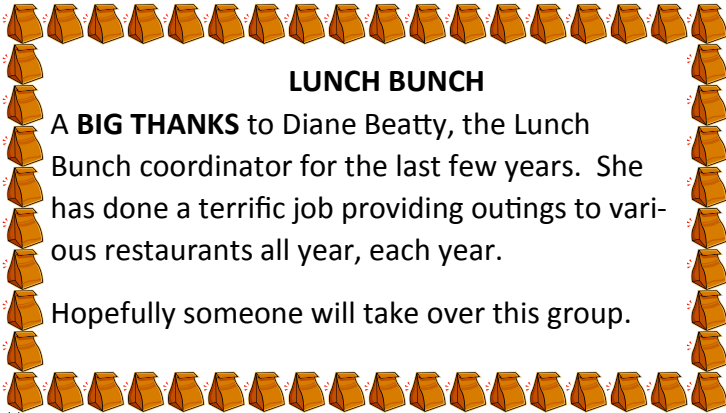 LUNCH BUNCH
A BIG THANKS to Diane Beatty, the Lunch
Bunch coordinator for the last few years.  She
has done a terrific job providing outings to vari-
ous restaurants all year, each year.
Hopefully someone will take over this group.